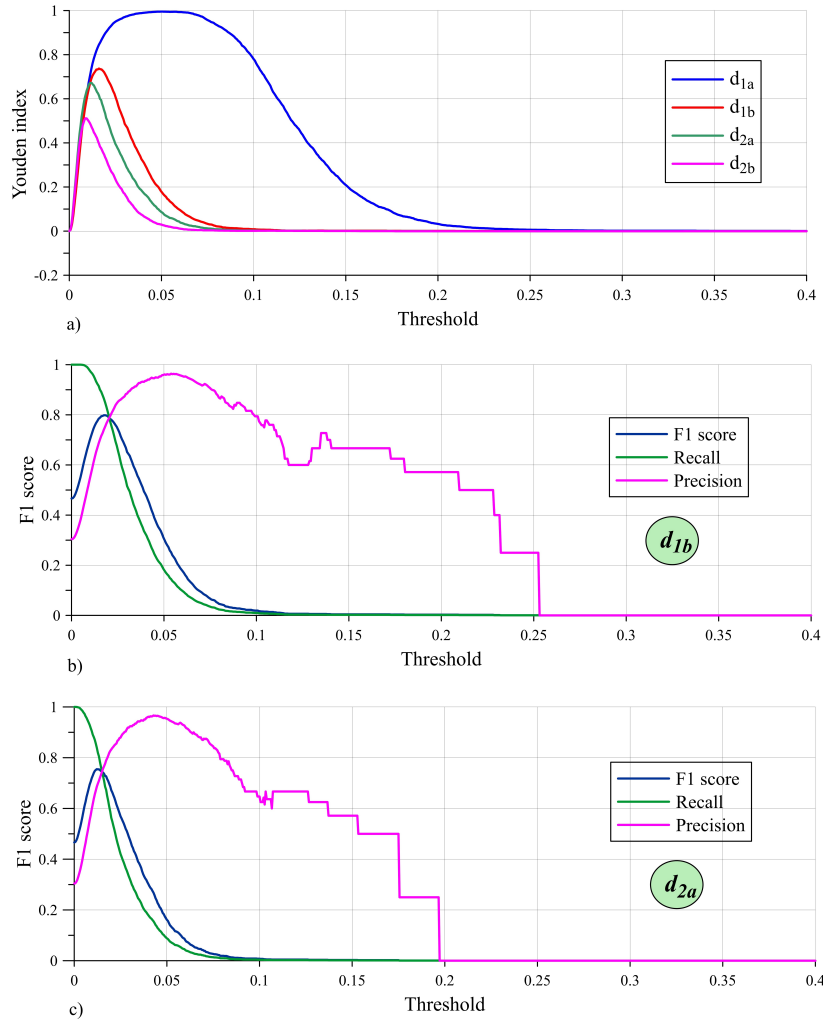 1
0.8
0.6
0.4
0.2
0
-0.2
Youden index
d1a
d1b
d2a
d2b
0 0.05 0.1 0.15 0.2 0.25 0.3 0.35 0.4
Threshold
a)
1
0.8
0.6
0.4
0.2
0
F1 score
F1 score
Recall
Precision
d1b
0 0.05 0.1 0.15 0.2 0.25 0.3 0.35 0.4
Threshold
b)
1
0.8
0.6
0.4
0.2
0
F1 score
F1 score
Recall
Precision
d2a
0 0.05 0.1 0.15 0.2 0.25 0.3 0.35 0.4
Threshold
c)